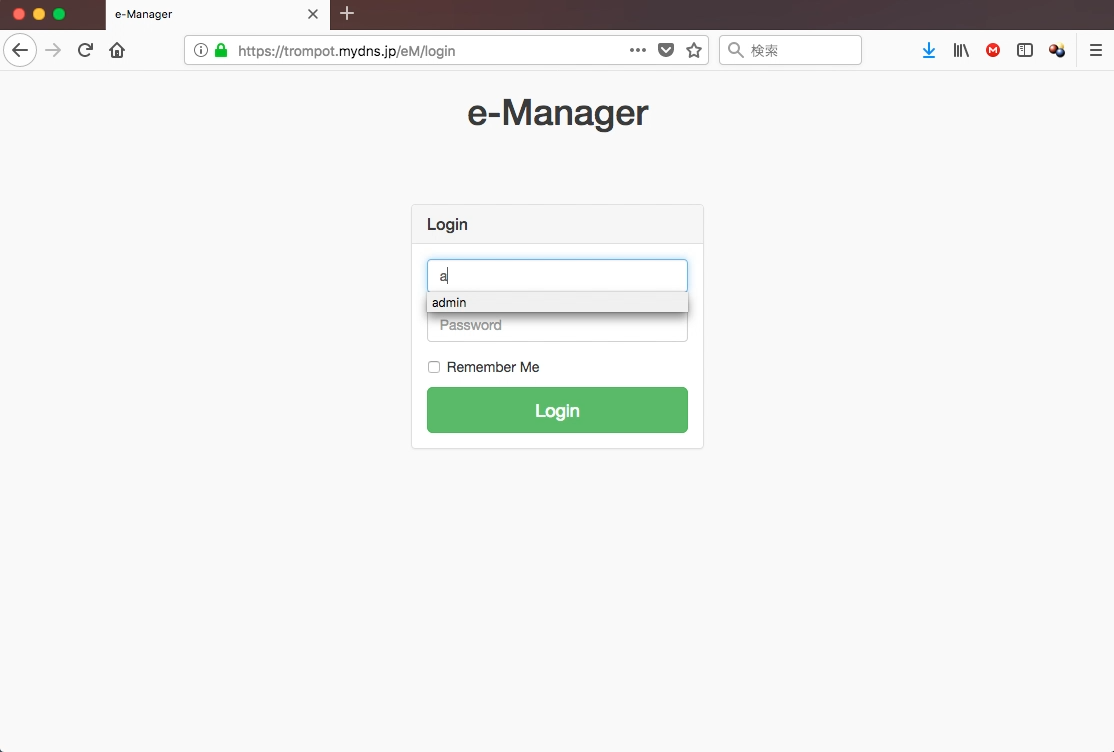 e-Manager
https://trompot.mydns.jp/eM/login
検索
e-Manager
Login
a
admin
Password
Remember Me
Login